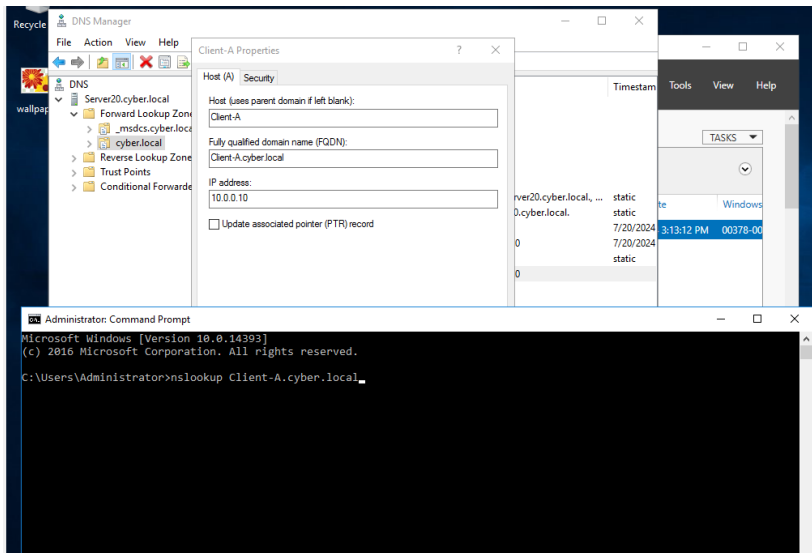 Recycle
wallpap
DNS Manager
File Action View Help
DNS
Server20.cyber.local
Forward Lookup Zone
_msdcs.cyber.loca
cyber.local
Reverse Lookup Zone
Trust Points
Conditional Forwarde
Client-A Properties
?
Host (A) Security
Host (uses parent domain if left blank):
Client-A
Fully qualified domain name (FQDN):
Client-A.cyber.local
IP address:
10.0.0.10
Update associated pointer (PTR) record
Timestam
rver20.cyber.local., ... static
0.cyber.local. static
7/20/2024
0 7/20/2024
static
0
Tools View Help
TASKS
te Windows
3:13:12 PM 00378-00
Administrator: Command Prompt
Microsoft Windows [Version 10.0.14393]
(c) 2016 Microsoft Corporation. All rights reserved.
C:\Users\Administrator>nslookup Client-A.cyber.local